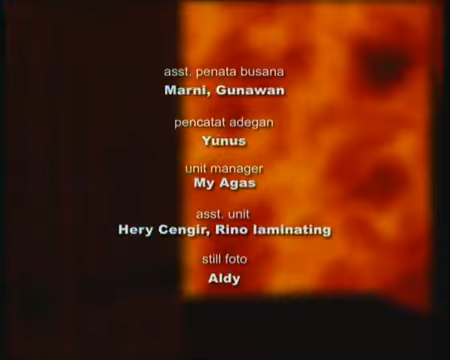 asst. penata busana
Marni, Gunawan
pencatat adegan
Yunus
unit manager
My Agas
asst. unit
Hery Cengir, Rino laminating
still foto
Aldy